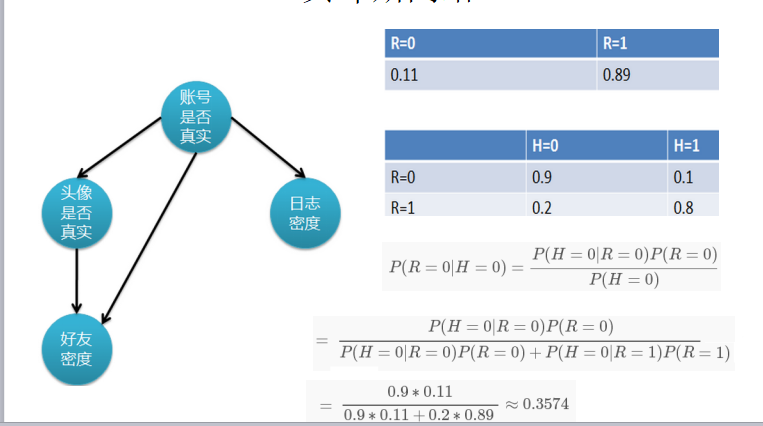 账号
是否
真实
头像
是否
真实
日志
密度
好友
密度
R=0 R=1
0.11 0.89
H=0 H=1
R=0 0.9 0.1
R=1 0.2 0.8
P(R = 0|H = 0) = \frac{P(H = 0|R = 0)P(R = 0)}{P(H = 0)}
= \frac{P(H = 0|R = 0)P(R = 0)}{P(H = 0|R = 0)P(R = 0) + P(H = 0|R = 1)P(R = 1)}
= \frac{0.9 * 0.11}{0.9 * 0.11 + 0.2 * 0.89} ≈ 0.3574